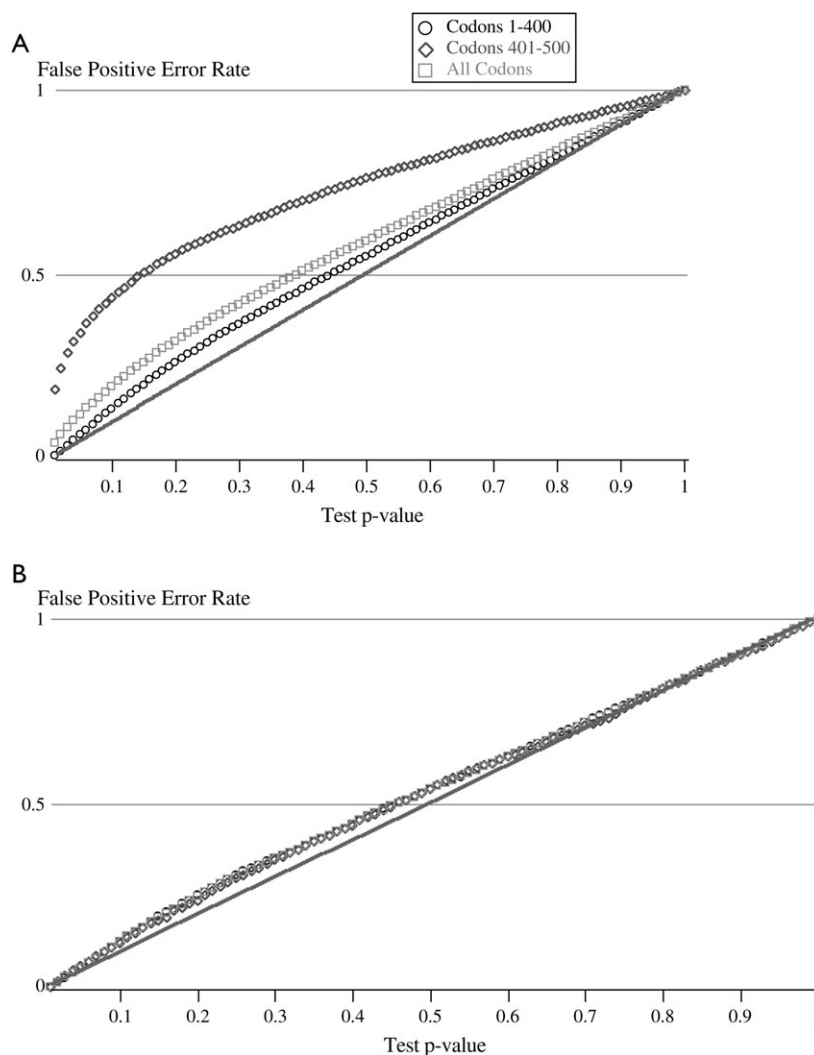 Codons 1-400
Codons 401-500
All Codons
A
False Positive Error Rate
1
0.5
0
0.1 0.2 0.3 0.4 0.5 0.6 0.7 0.8 0.9 1
Test p-value
B
False Positive Error Rate
1
0.5
0
0.1 0.2 0.3 0.4 0.5 0.6 0.7 0.8 0.9
Test p-value